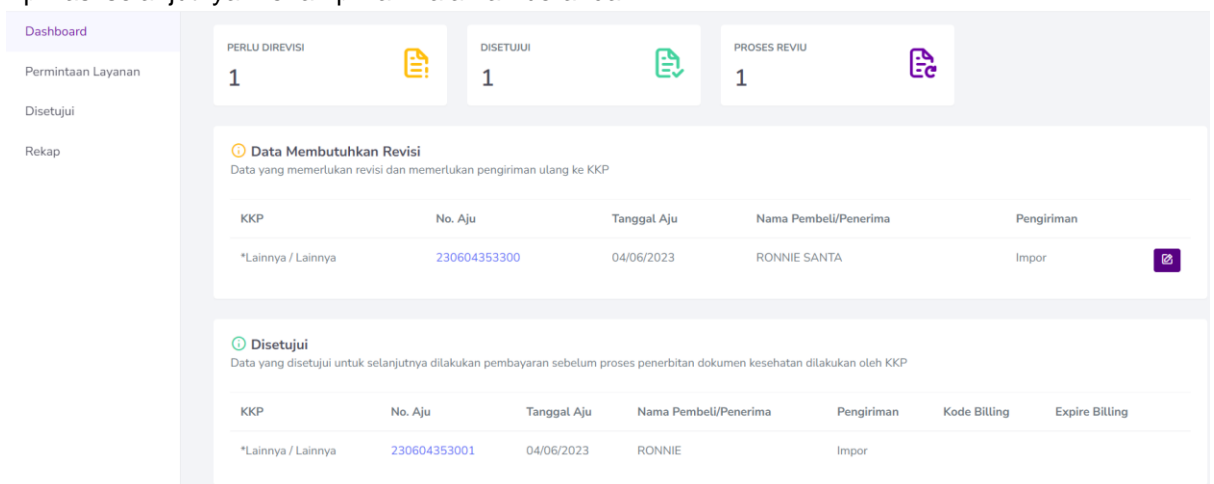 Dashboard
Permintaan Layanan
Disetujui
Rekap
PERLU DIREVISI
1
DISETUJUI
1
PROSES REVIU
1
Data Membutuhkan Revisi
Data yang memerlukan revisi dan memerlukan pengiriman ulang ke KKP
KKP No. Aju Tanggal Aju Nama Pembeli/Penerima Pengiriman
*Lainnya / Lainnya 230604353300 04/06/2023 RONNIE SANTA Impor
Disetujui
Data yang disetujui untuk selanjutnya dilakukan pembayaran sebelum proses penerbitan dokumen kesehatan dilakukan oleh KKP
KKP No. Aju Tanggal Aju Nama Pembeli/Penerima Pengiriman Kode Billing Expire Billing
*Lainnya / Lainnya 230604353001 04/06/2023 RONNIE Impor